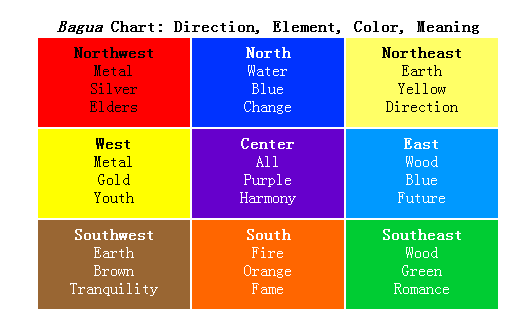 Bagua Chart: Direction, Element, Color, Meaning
Northwest
Metal
Silver
Elders
North
Water
Blue
Change
Northeast
Earth
Yellow
Direction
West
Metal
Gold
Youth
Center
All
Purple
Harmony
East
Wood
Blue
Future
Southwest
Earth
Brown
Tranquility
South
Fire
Orange
Fame
Southeast
Wood
Green
Romance